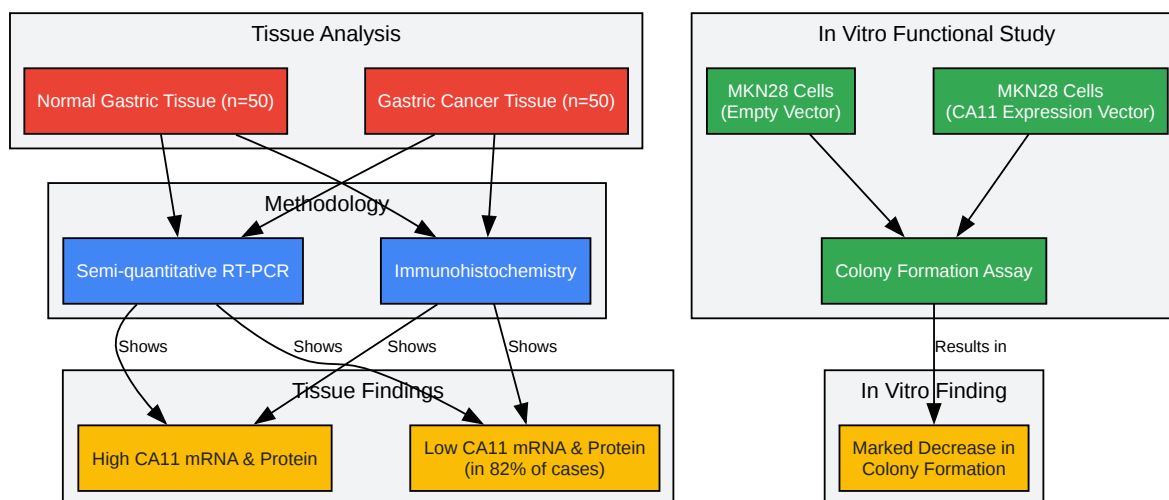 Tissue Analysis
In Vitro Functional Study
Normal Gastric Tissue (n=50)
Gastric Cancer Tissue (n=50)
MKN28 Cells
(Empty Vector)
MKN28 Cells
(CA11 Expression Vector)
Methodology
Semi-quantitative RT-PCR
Immunohistochemistry
Colony Formation Assay
Shows
Shows
Shows
Shows
Results in
Tissue Findings
In Vitro Finding
High CA11 mRNA & Protein
Low CA11 mRNA & Protein
(in 82% of cases)
Marked Decrease in
Colony Formation